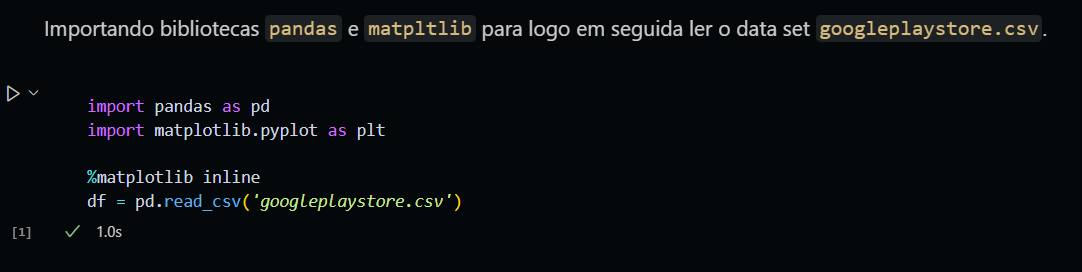 Importando bibliotecas pandas e matpltlib para logo em seguida ler o data set googleplaystore.csv.
import pandas as pd
import matplotlib.pyplot as plt
%matplotlib inline
df = pd.read_csv('googleplaystore.csv')
[1] 1.0s